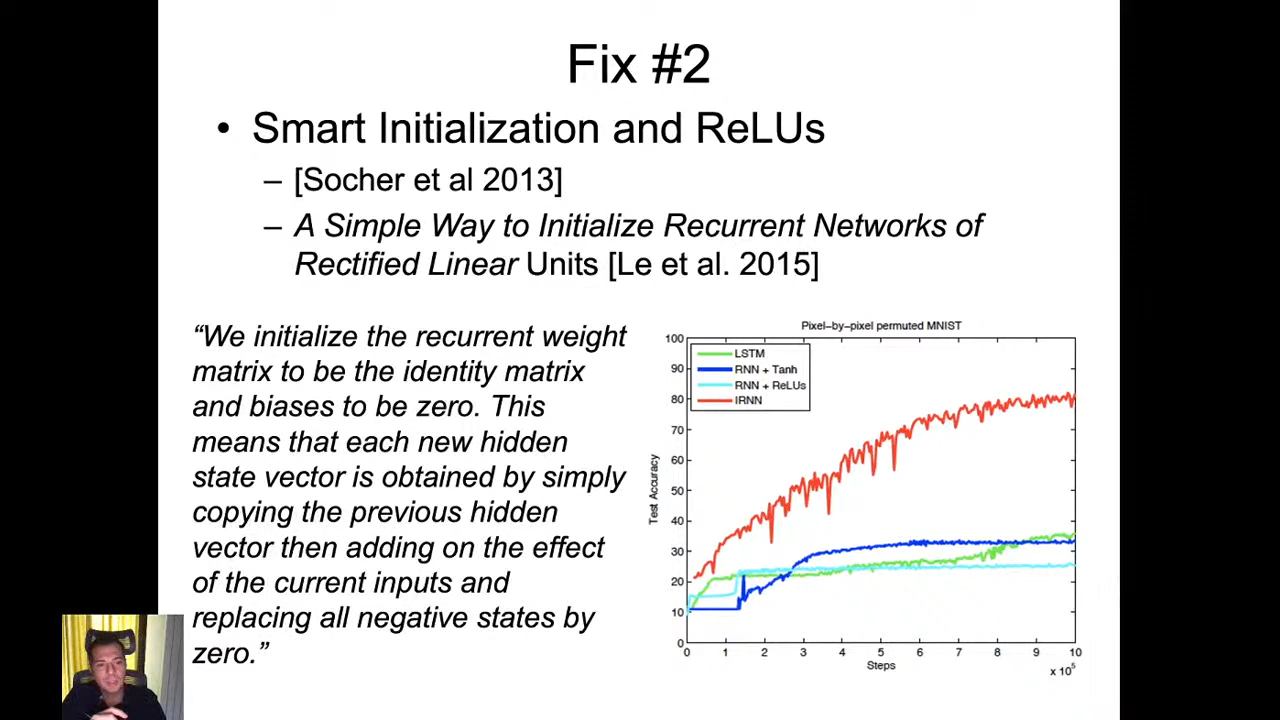 Fix #2
• Smart Initialization and ReLUs
– [Socher et al 2013]
– A Simple Way to Initialize Recurrent Networks of
Rectified Linear Units [Le et al. 2015]
“We initialize the recurrent weight
matrix to be the identity matrix
and biases to be zero. This
means that each new hidden
state vector is obtained by simply
copying the previous hidden
vector then adding on the effect
of the current inputs and
replacing all negative states by
zero.”
Pixel−by−pixel permuted MNIST
LSTM
RNN + Tanh
RNN + ReLUs
IRNN
Test Accuracy
100
90
80
70
60
50
40
30
20
10
0
0 1 2 3 4 5 6 7 8 9 10
Steps
x 10⁵